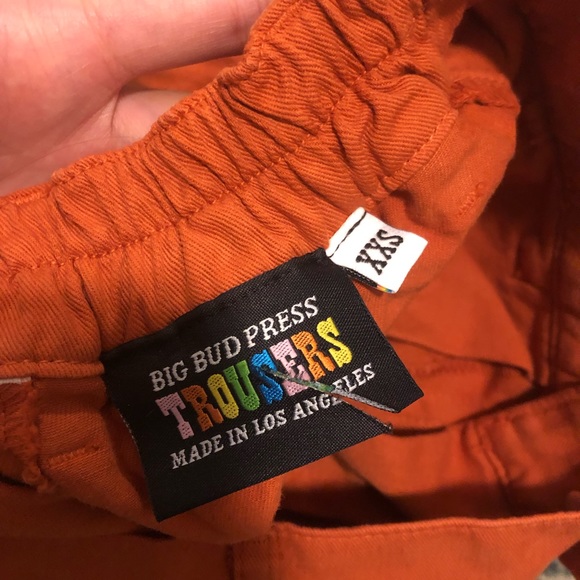 XXS
BIG BUD PRESS
TROUSERS
MADE IN LOS ANGELES